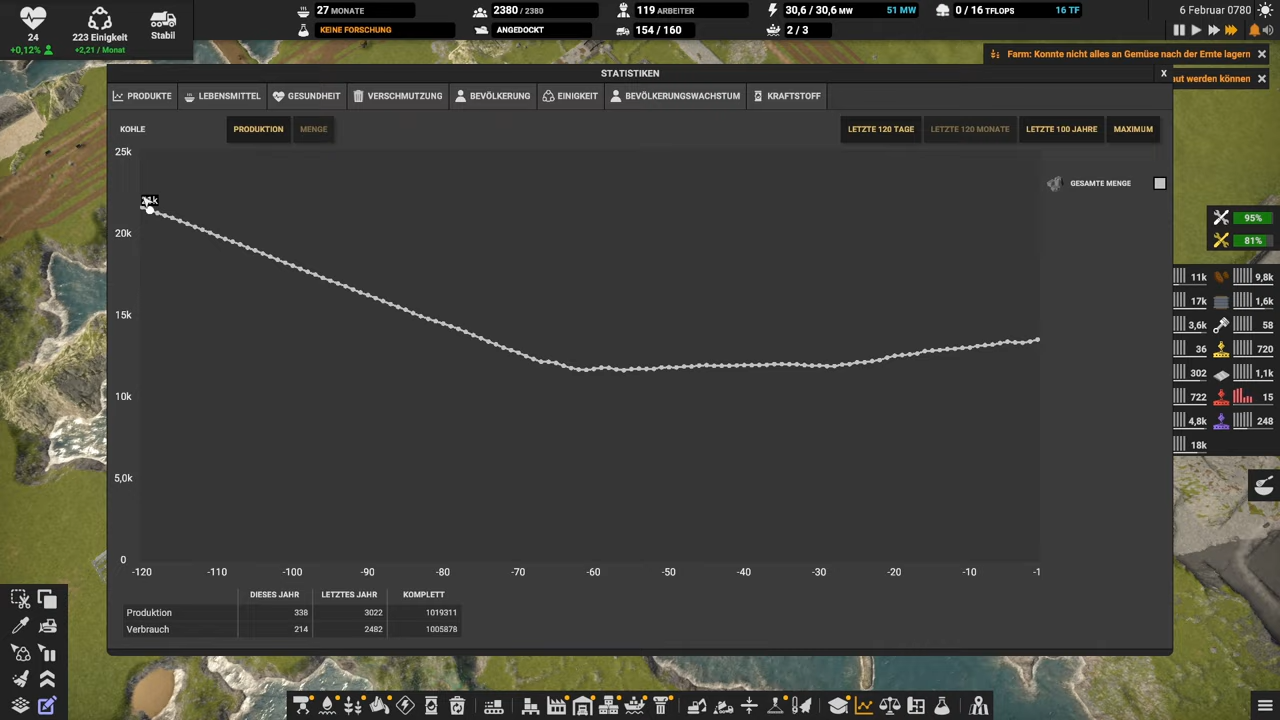 24
+0,12%
223 Einigkeit
+2,21 / Monat
Stabil
27 MONATE
KEINE FORSCHUNG
2380 / 2380
ANGEDOCKT
119 ARBEITER
154 / 160
30,6 / 30,6 MW 51 MW
2 / 3
0 / 16 TFLOPS 16 TF
6 Februar 0780
Farm: Konnte nicht alles an Gemüse nach der Ernte lagern X
aut werden können X
STATISTIKEN
X
PRODUKTE
LEBENSMITTEL
GESUNDHEIT
VERSCHMUTZUNG
BEVÖLKERUNG
EINIGKEIT
BEVÖLKERUNGSWACHSTUM
KRAFTSTOFF
KOHLE
PRODUKTION
MENGE
LETZTE 120 TAGE
LETZTE 120 MONATE
LETZTE 100 JAHRE
MAXIMUM
25k
20k
15k
10k
5,0k
0
-120 -110 -100 -90 -80 -70 -60 -50 -40 -30 -20 -10 -1
GESAMTE MENGE
95%
81%
11k 9,8k
17k 1,6k
3,6k 58
36 720
302 1,1k
722 15
4,8k 248
18k
DIESES JAHR LETZTES JAHR KOMPLETT
Produktion 338 3022 1019311
Verbrauch 214 2482 1005878